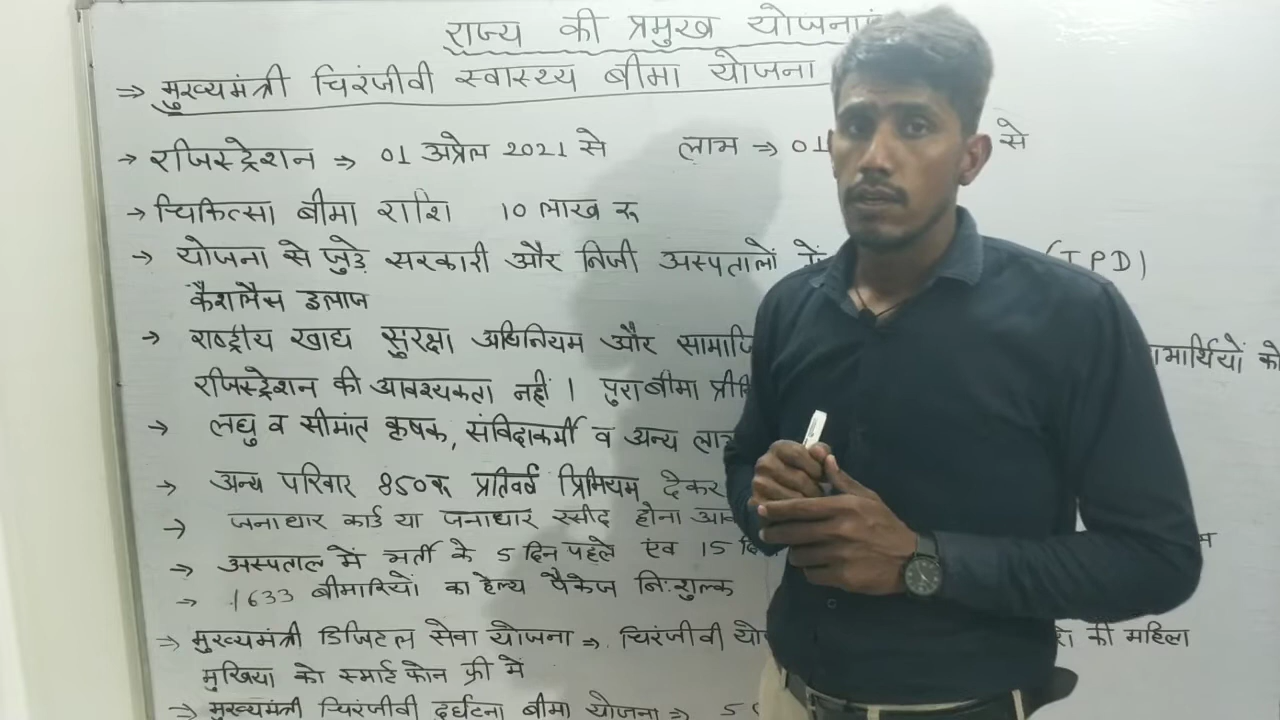 राज्य की प्रमुख योजनाएं
⇒ मुख्यमंत्री चिरंजीवी स्वास्थ्य बीमा योजना
→ रजिस्ट्रेशन ⇒ 01 अप्रेल 2021 से लाभ ⇒ 01 से
→ चिकित्सा बीमा राशि 10 लाख रू
→ योजना से जुडे सरकारी और निजी अस्पतालों में (IPD)
कैशलैस इलाज
→ राष्ट्रीय खाद्य सुरक्षा अधिनियम और को
रजिस्ट्रेशन की आवश्यकता नहीं । पुरा बीमा
→ लघु व सीमांत कृषक, संविदाकर्मी व अन्य
→ अन्य परिवार 850रू प्रतिवर्ष प्रिमियम देकर
→ जनाधार कार्ड या जनाधार रसीद होना
→ अस्पताल में भर्ती के 5 दिन पहले एंव 15
→ 1633 बीमारियों का हेल्थ पैकेज नि:शुल्क
⇒ मुख्यमंत्री डिजिटल सेवा योजना ⇒ चिरंजीवी की महिला
मुखिया को स्मार्ट फोन फ्री में
⇒ मुख्यमंत्री चिरंजीवी दुर्घटना बीमा योजना ⇒ 5